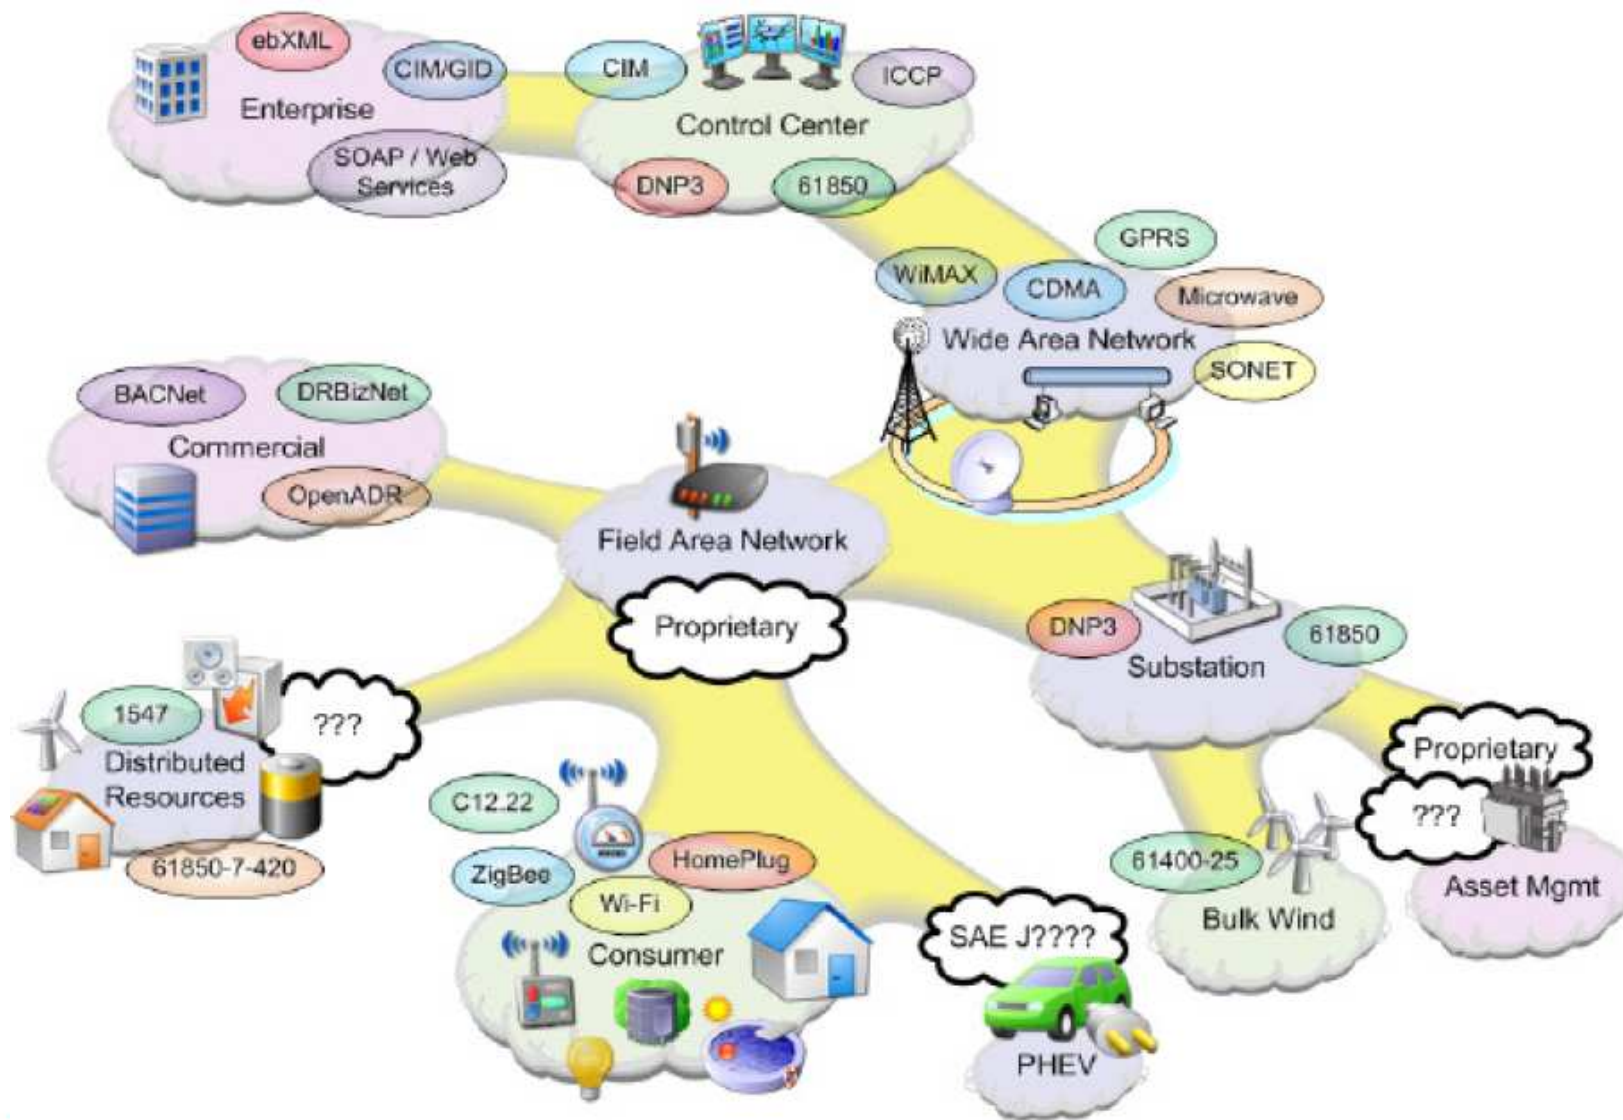 ebXML
CIM/GID
Enterprise
SOAP / Web
Services
CIM
ICCP
Control Center
DNP3
61850
GPRS
WiMAX
CDMA
Microwave
Wide Area Network
SONET
BACNet
DRBizNet
Commercial
OpenADR
Field Area Network
Proprietary
DNP3
61850
Substation
1547
???
Distributed
Resources
61850-7-420
C12.22
ZigBee
HomePlug
Wi-Fi
Consumer
SAE J????
PHEV
61400-25
Bulk Wind
Proprietary
???
Asset Mgmt